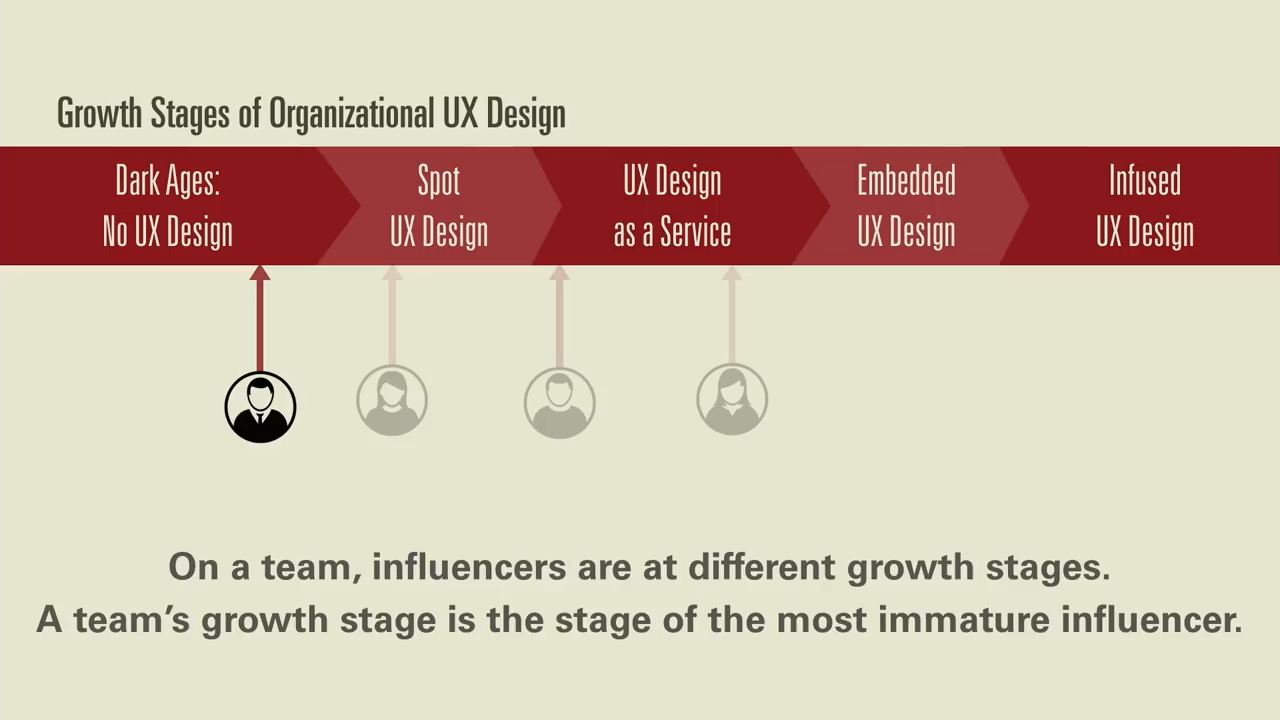 Growth Stages of Organizational UX Design
Dark Ages:
No UX Design
Spot
UX Design
UX Design
as a Service
Embedded
UX Design
Infused
UX Design
On a team, influencers are at different growth stages.
A team’s growth stage is the stage of the most immature influencer.